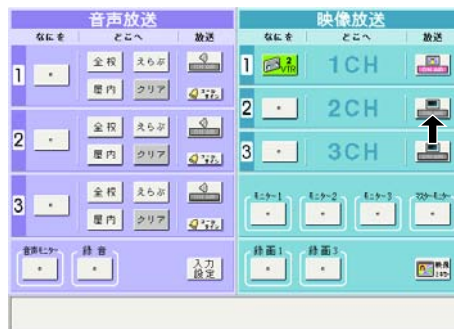 音声放送
なにを どこへ 放送
1 全校 えらぶ
屋内 クリア
2 全校 えらぶ
屋内 クリア
3 全校 えらぶ
屋内 クリア
音声モニター 録音
入力設定
映像放送
なにを どこへ 放送
1 2 VTR 1CH
2 2CH
3 3CH
モニター1 モニター2 モニター3 マスターモニター
録画1 録画3
映像